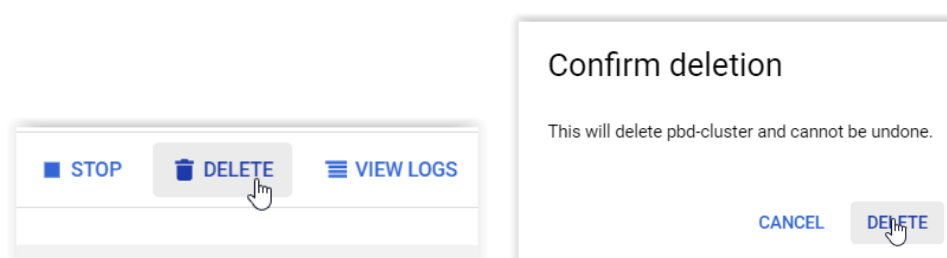 STOP DELETE VIEW LOGS
Confirm deletion
This will delete pbd-cluster and cannot be undone.
CANCEL DELETE